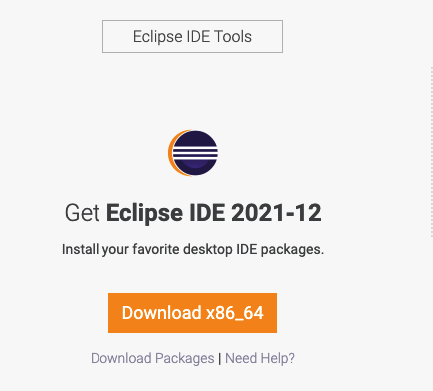 Eclipse IDE Tools
Get Eclipse IDE 2021-12
Install your favorite desktop IDE packages.
Download x86_64
Download Packages | Need Help?